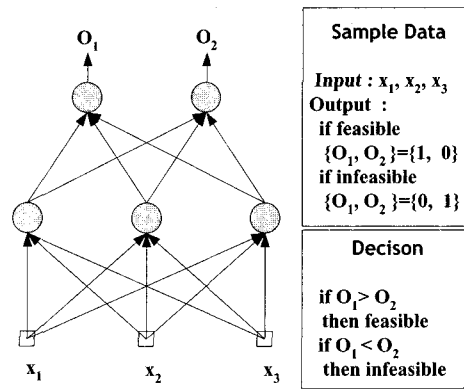 O₁ O₂
x₁ x₂ x₃
Sample Data
Input : x₁, x₂, x₃
Output :
if feasible
{O₁, O₂ }={1, 0}
if infeasible
{O₁, O₂ }={0, 1}
Decison
if O₁> O₂
then feasible
if O₁ < O₂
then infeasible